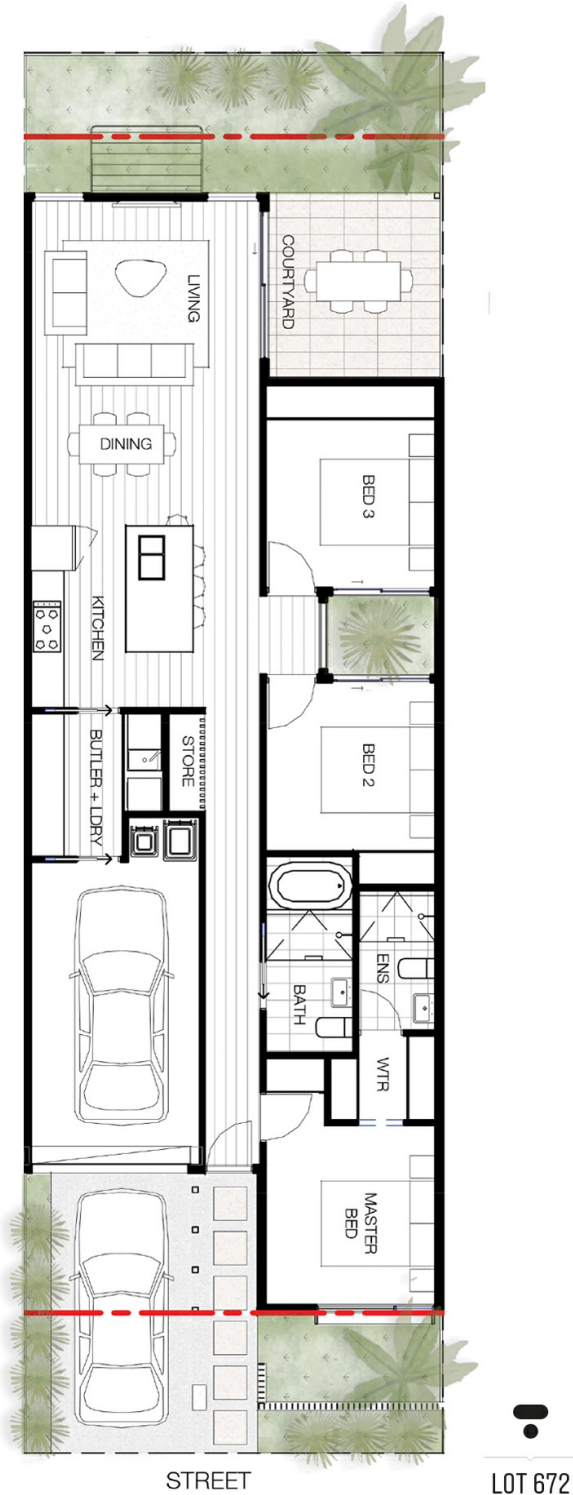 COURTYARD
LIVING
DINING
BED 3
KITCHEN
BED 2
STORE
BUTLER + LDRY
ENS
BATH
WTR
MASTER
BED
STREET
LOT 672